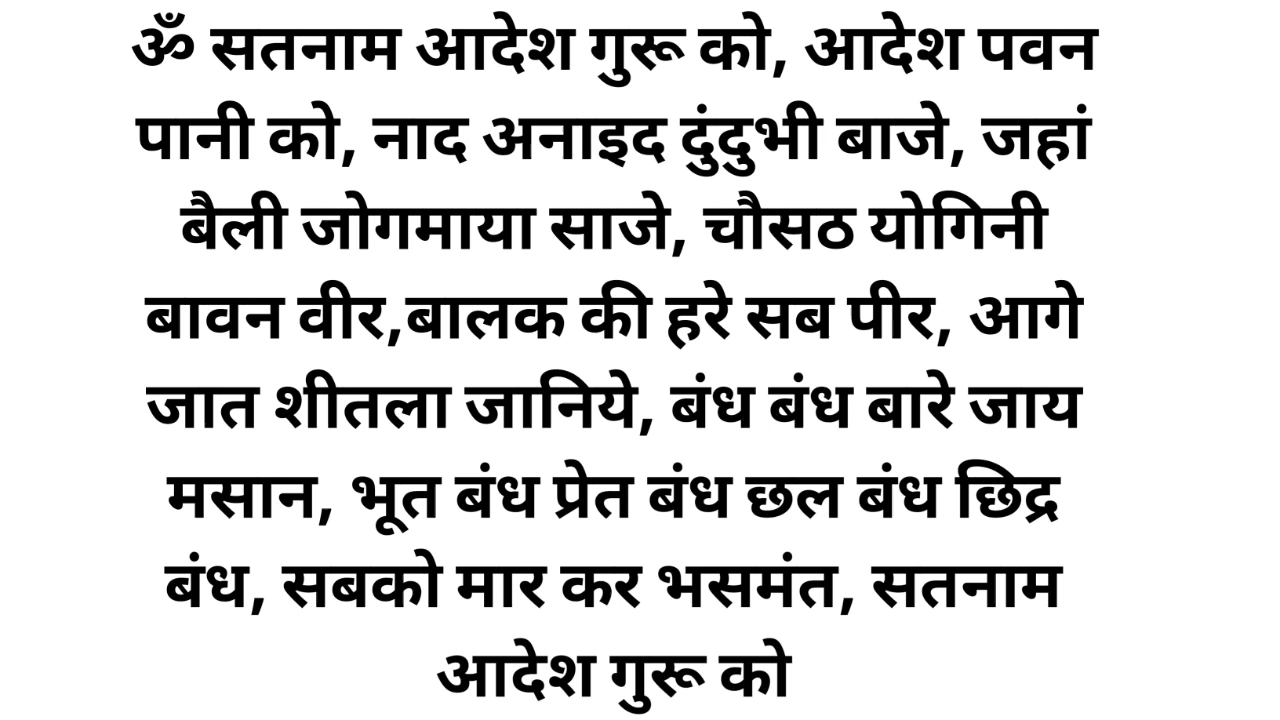 ॐ सतनाम आदेश गुरू को, आदेश पवन
पानी को, नाद अनाइद दुंदुभी बाजे, जहां
बैली जोगमाया साजे, चौसठ योगिनी
बावन वीर,बालक की हरे सब पीर, आगे
जात शीतला जानिये, बंध बंध बारे जाय
मसान, भूत बंध प्रेत बंध छल बंध छिद्र
बंध, सबको मार कर भसमंत, सतनाम
आदेश गुरू को